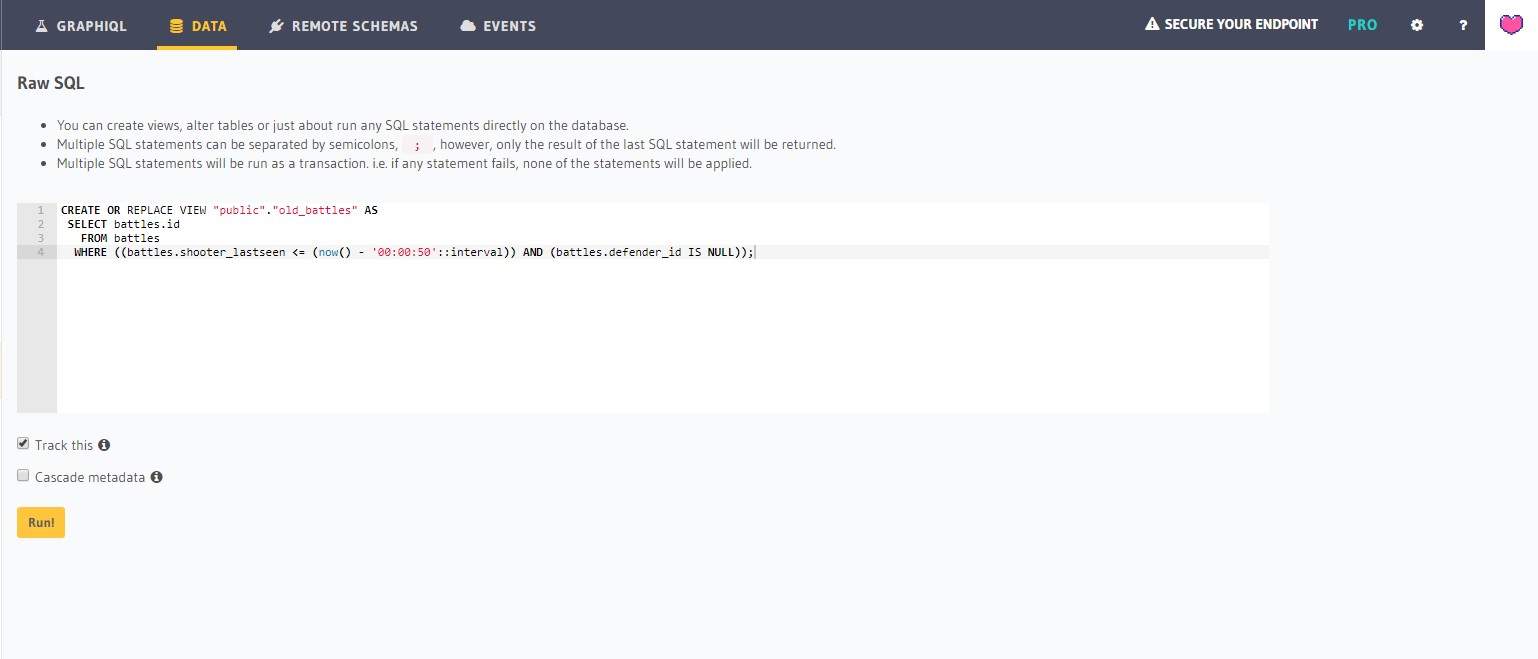 GRAPHIQL DATA REMOTE SCHEMAS EVENTS SECURE YOUR ENDPOINT PRO ?
Raw SQL
You can create views, alter tables or just about run any SQL statements directly on the database.
Multiple SQL statements can be separated by semicolons, ; , however, only the result of the last SQL statement will be returned.
Multiple SQL statements will be run as a transaction. i.e. if any statement fails, none of the statements will be applied.
1 CREATE OR REPLACE VIEW "public"."old_battles" AS
2 SELECT battles.id
3 FROM battles
4 WHERE ((battles.shooter_lastseen <= (now() - '00:00:50'::interval)) AND (battles.defender_id IS NULL));
Track this
Cascade metadata
Run!